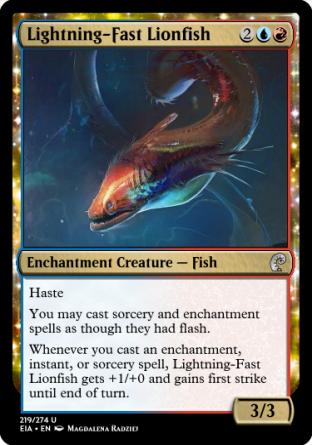 Lightning-Fast Lionfish 2
Enchantment Creature — Fish
Haste
You may cast sorcery and enchantment
spells as though they had flash.
Whenever you cast an enchantment,
instant, or sorcery spell, Lightning-Fast
Lionfish gets +1/+0 and gains first strike
until end of turn.
3/3
219/274 U
EIA • EN Magdalena Radziej